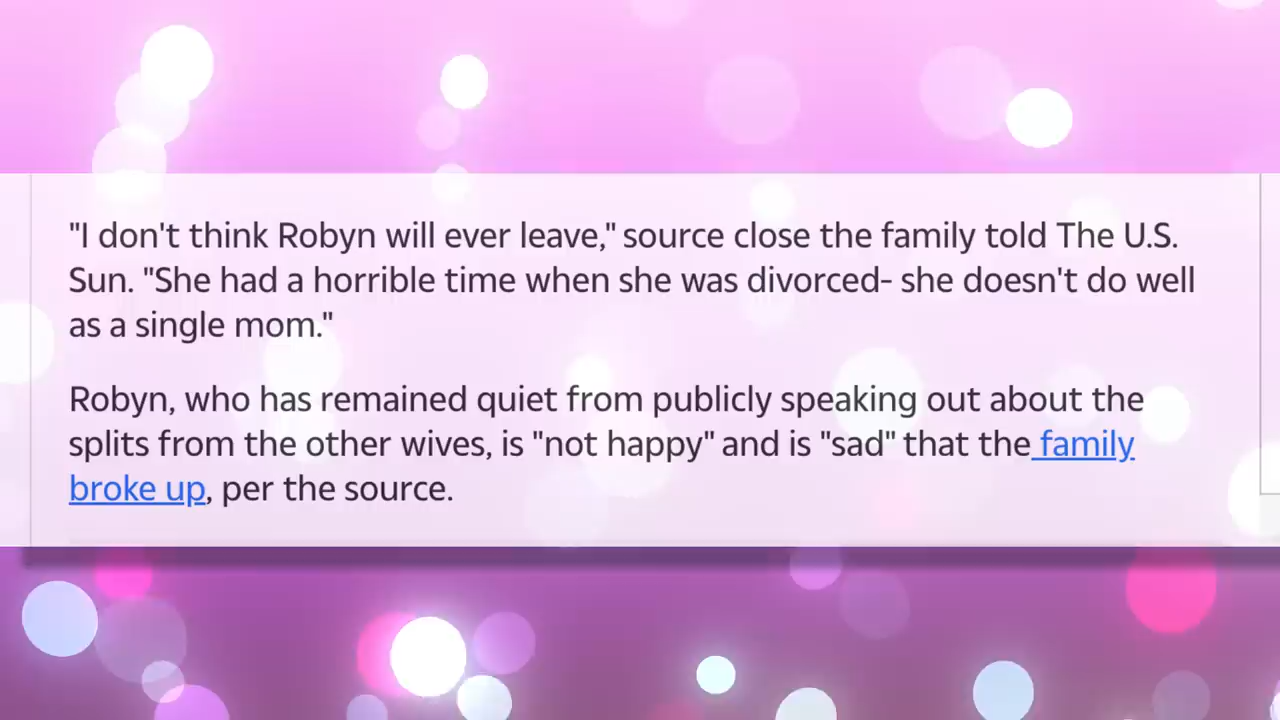 "I don't think Robyn will ever leave," source close the family told The U.S.
Sun. "She had a horrible time when she was divorced- she doesn't do well
as a single mom."
Robyn, who has remained quiet from publicly speaking out about the
splits from the other wives, is "not happy" and is "sad" that the family
broke up, per the source.